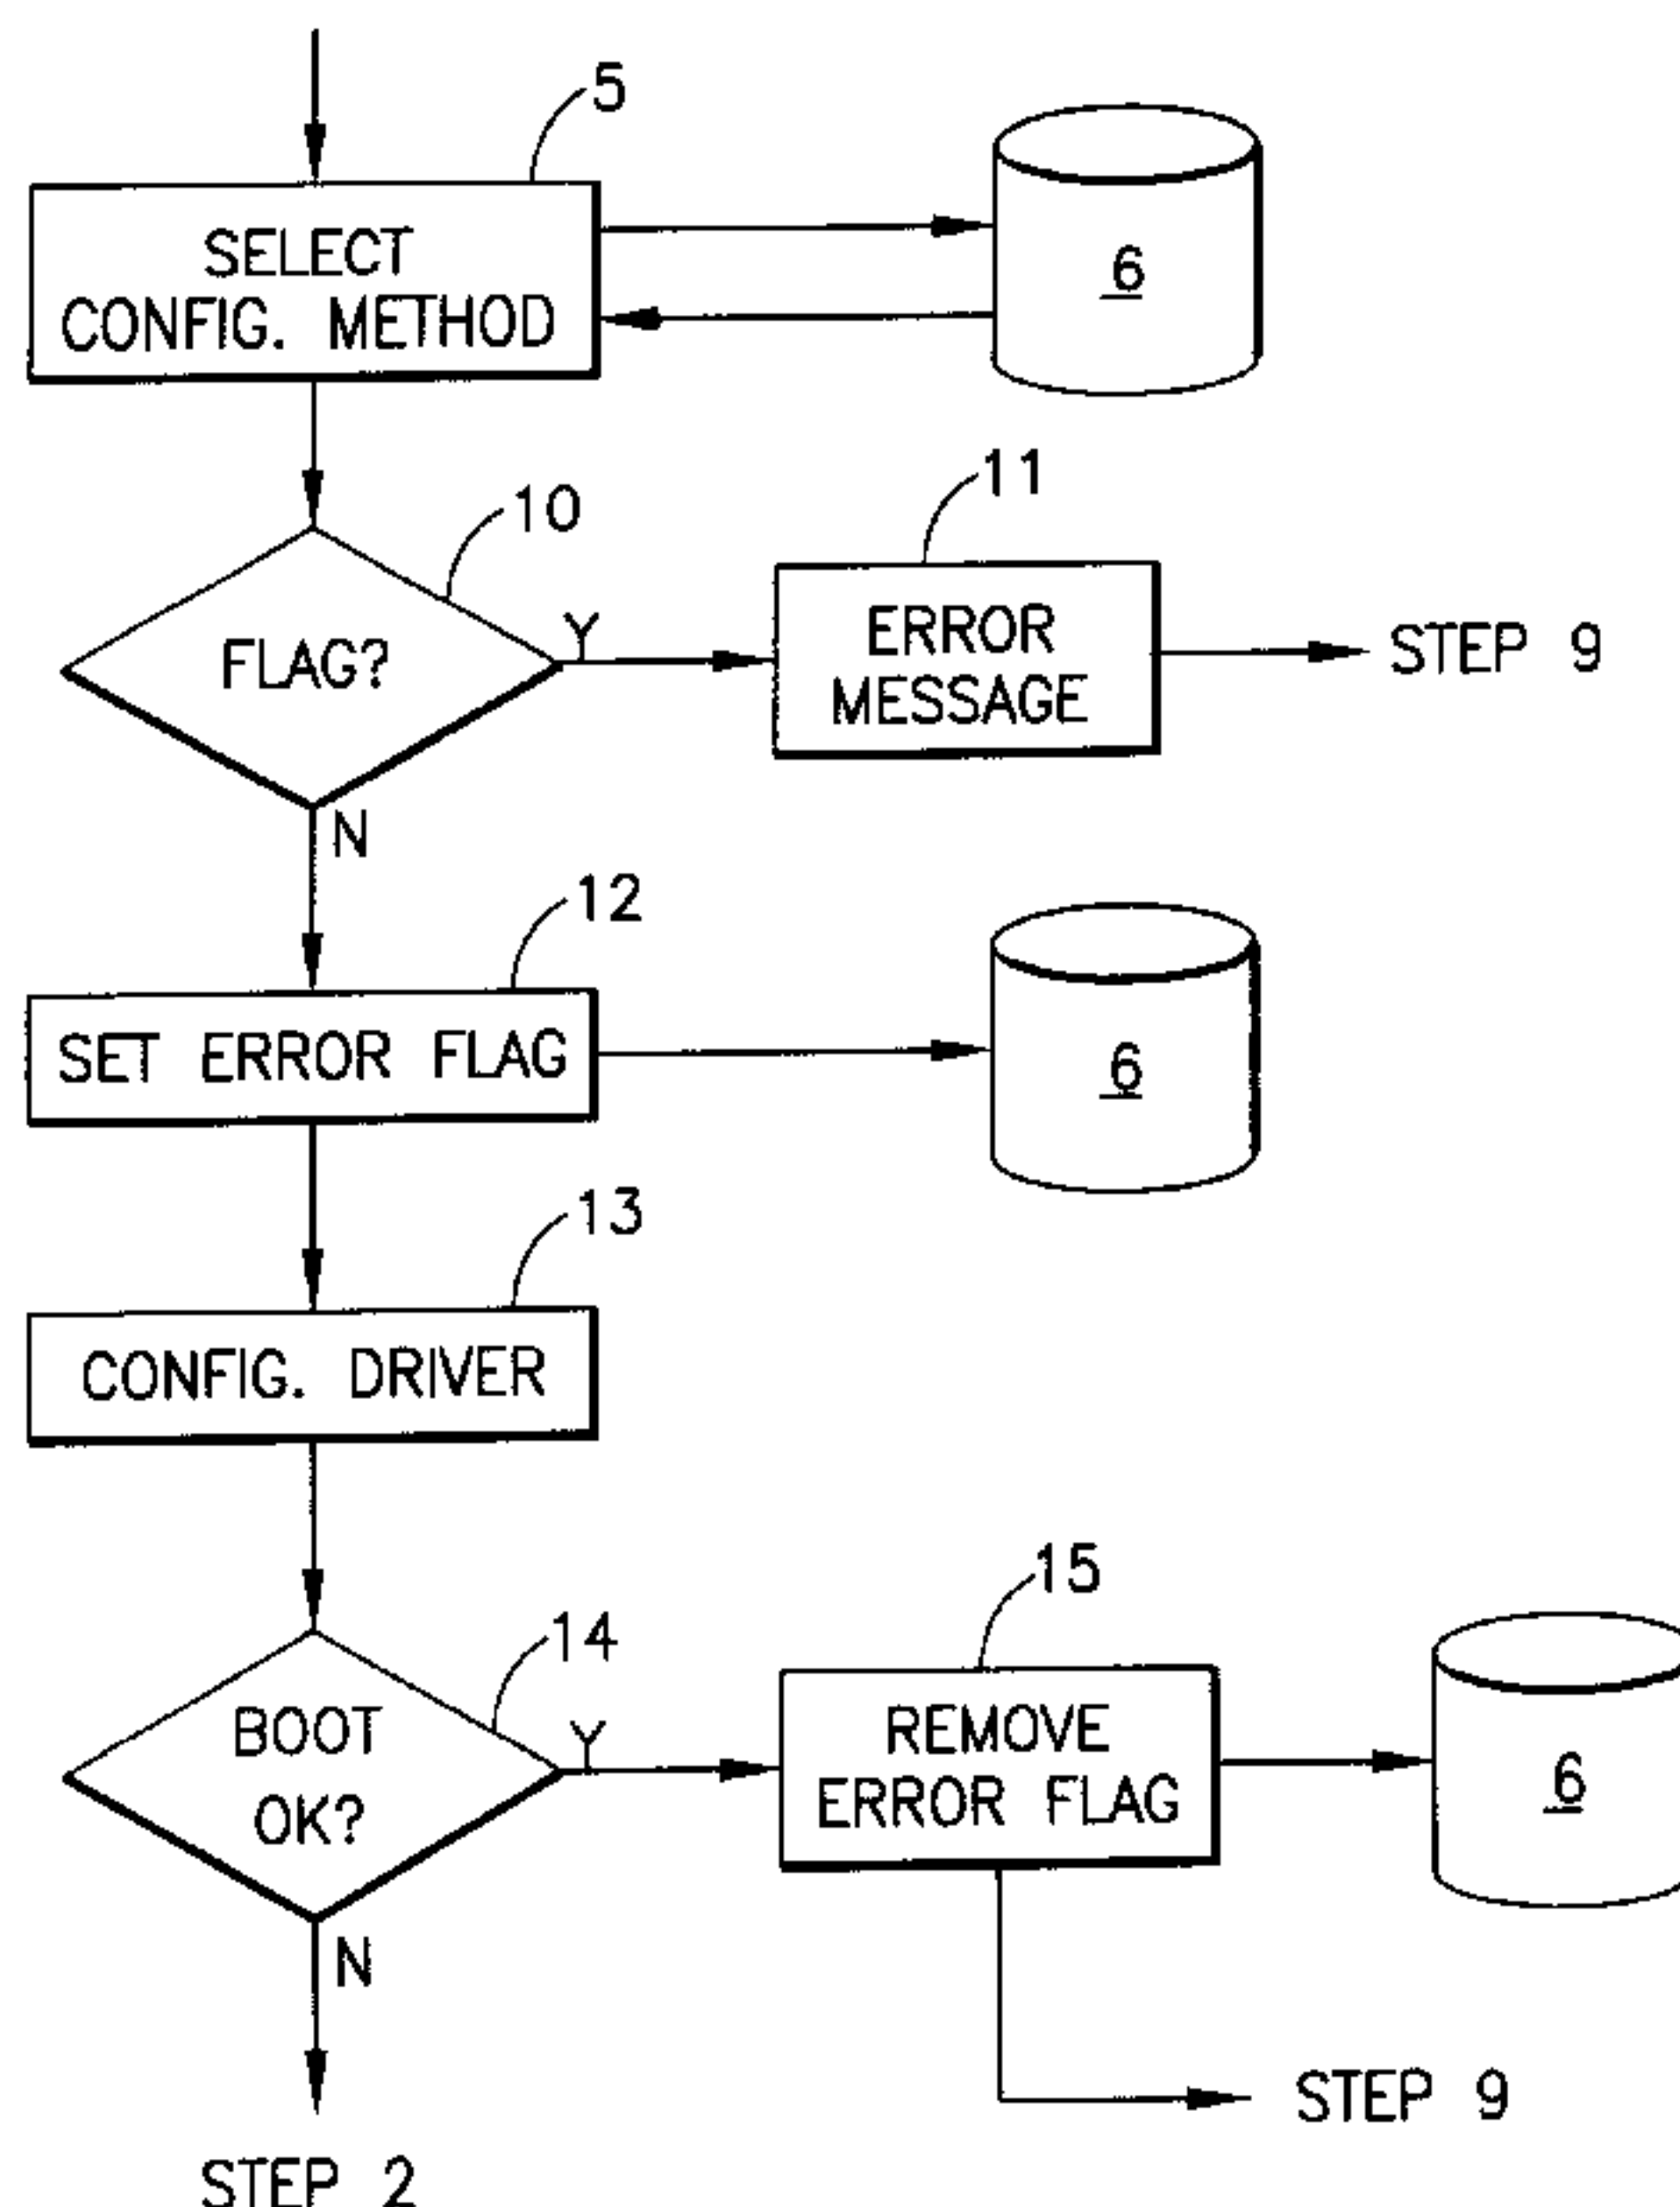 5
SELECT
CONFIG. METHOD
6
10
FLAG?
Y
N
11
ERROR
MESSAGE
STEP 9
12
SET ERROR FLAG
6
13
CONFIG. DRIVER
14
BOOT
OK?
Y
N
15
REMOVE
ERROR FLAG
6
STEP 9
STEP 2